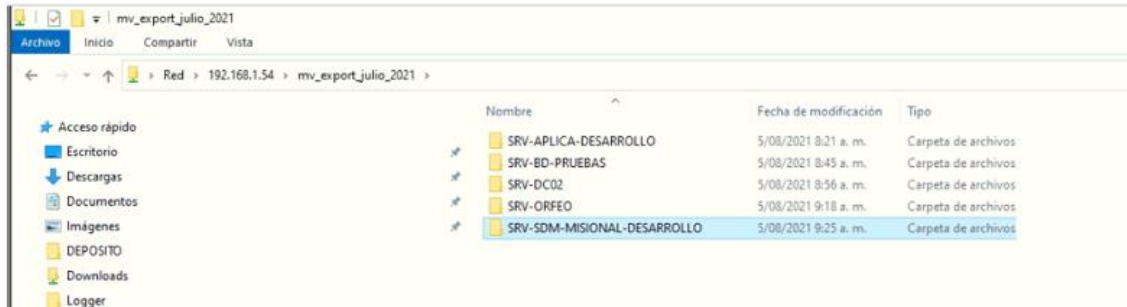 mv_export_julio_2021
Archivo Inicio Compartir Vista
Red > 192.168.1.54 > mv_export_julio_2021 >
Nombre Fecha de modificación Tipo
Acceso rápido
Escritorio
Descargas
Documentos
Imágenes
DEPOSITO
Downloads
Logger
SRV-APLICA-DESARROLLO 5/08/2021 8:21 a. m. Carpeta de archivos
SRV-BD-PRUEBAS 5/08/2021 8:45 a. m. Carpeta de archivos
SRV-DC02 5/08/2021 8:56 a. m. Carpeta de archivos
SRV-ORFEO 5/08/2021 9:18 a. m. Carpeta de archivos
SRV-SDM-MISIONAL-DESARROLLO 5/08/2021 9:25 a. m. Carpeta de archivos